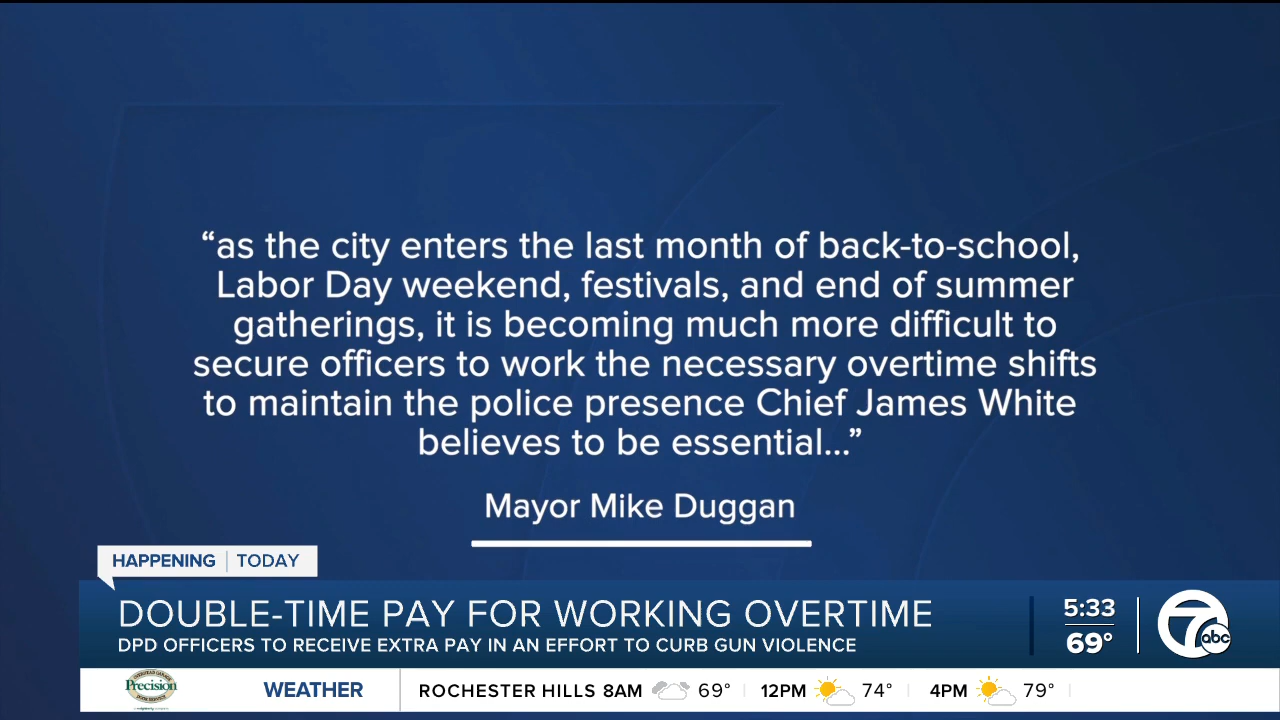 “as the city enters the last month of back-to-school,
Labor Day weekend, festivals, and end of summer
gatherings, it is becoming much more difficult to
secure officers to work the necessary overtime shifts
to maintain the police presence Chief James White
believes to be essential...”
Mayor Mike Duggan
HAPPENING | TODAY
DOUBLE-TIME PAY FOR WORKING OVERTIME
DPD OFFICERS TO RECEIVE EXTRA PAY IN AN EFFORT TO CURB GUN VIOLENCE
5:33
69°
7 abc
Precision
WEATHER
ROCHESTER HILLS 8AM 69° 12PM 74° 4PM 79°